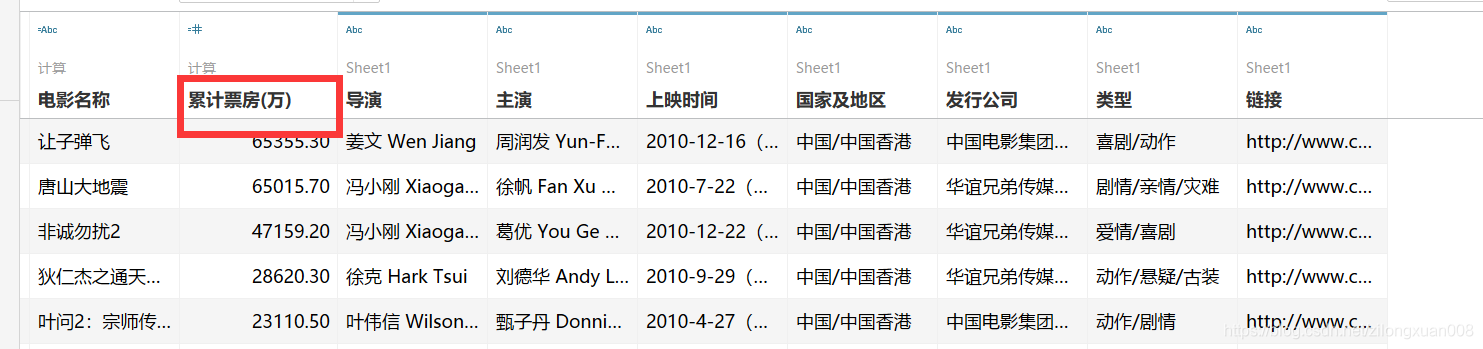 =Abc =# Abc Abc Abc Abc Abc Abc Abc
计算 计算 Sheet1 Sheet1 Sheet1 Sheet1 Sheet1 Sheet1 Sheet1
电影名称 累计票房(万) 导演 主演 上映时间 国家及地区 发行公司 类型 链接
让子弹飞 65355.30 姜文 Wen Jiang 周润发 Yun-F... 2010-12-16（... 中国/中国香港 中国电影集团... 喜剧/动作 http://www.c...
唐山大地震 65015.70 冯小刚 Xiaoga... 徐帆 Fan Xu ... 2010-7-22（... 中国/中国香港 华谊兄弟传媒... 剧情/亲情/灾难 http://www.c...
非诚勿扰2 47159.20 冯小刚 Xiaoga... 葛优 You Ge ... 2010-12-22（... 中国/中国香港 华谊兄弟传媒... 爱情/喜剧 http://www.c...
狄仁杰之通天... 28620.30 徐克 Hark Tsui 刘德华 Andy L... 2010-9-29（... 中国/中国香港 华谊兄弟传媒... 动作/悬疑/古装 http://www.c...
叶问2：宗师传... 23110.50 叶伟信 Wilson... 甄子丹 Donni... 2010-4-27（... 中国/中国香港 中国电影集团... 动作/剧情 http://www.c...
https://blog.csdn.net/zilongxuan008